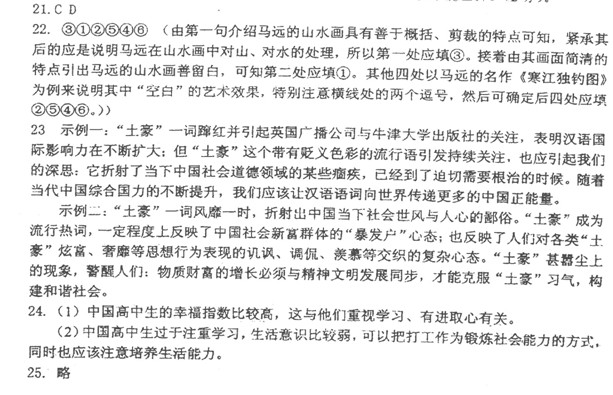 21.C D
22. ③①②⑤④⑥ （由第一句介绍马远的山水画具有善于概括、剪裁的特点可知，紧承其
后的应是说明马远在山水画中对山、对水的处理，所以第一处应填③。接着由其画面简清的
特点引出马远的山水画善留白，可知第二处应填①。其他四处以马远的名作《寒江独钓图》
为例来说明其中“空白”的艺术效果，特别注意横线处的两个逗号，然后可确定后四处应填
②⑤④⑥。））
23 示例一：“土豪”一词蹿红并引起英国广播公司与牛津大学出版社的关注，表明汉语国
际影响力在不断扩大；但“土豪”这个带有贬义色彩的流行语引发持续关注，也应引起我们
的深思：它折射了当下中国社会道德领域的某些痼疾，已经到了迫切需要根治的时候。随着
当代中国综合国力的不断提升，我们应该让汉语语词向世界传递更多的中国正能量。
示例二：“土豪”一词风靡一时，折射出中国当下社会世风与人心的鄙俗。“土豪”成为
流行热词，一定程度上反映了中国社会新富群体的“暴发户”心态；也反映了人们对各类“土
豪”炫富、奢靡等思想行为表现的讥讽、调侃、羡慕等交织的复杂心态。“土豪”甚嚣尘上
的现象，警醒人们：物质财富的增长必须与精神文明发展同步，才能克服“土豪”习气，构
建和谐社会。
24.（1）中国高中生的幸福指数比较高，这与他们重视学习、有进取心有关。
（2）中国高中生过于注重学习，生活意识比较弱，可以把打工作为锻炼社会能力的方式，
同时也应该注意培养生活能力。
25. 略